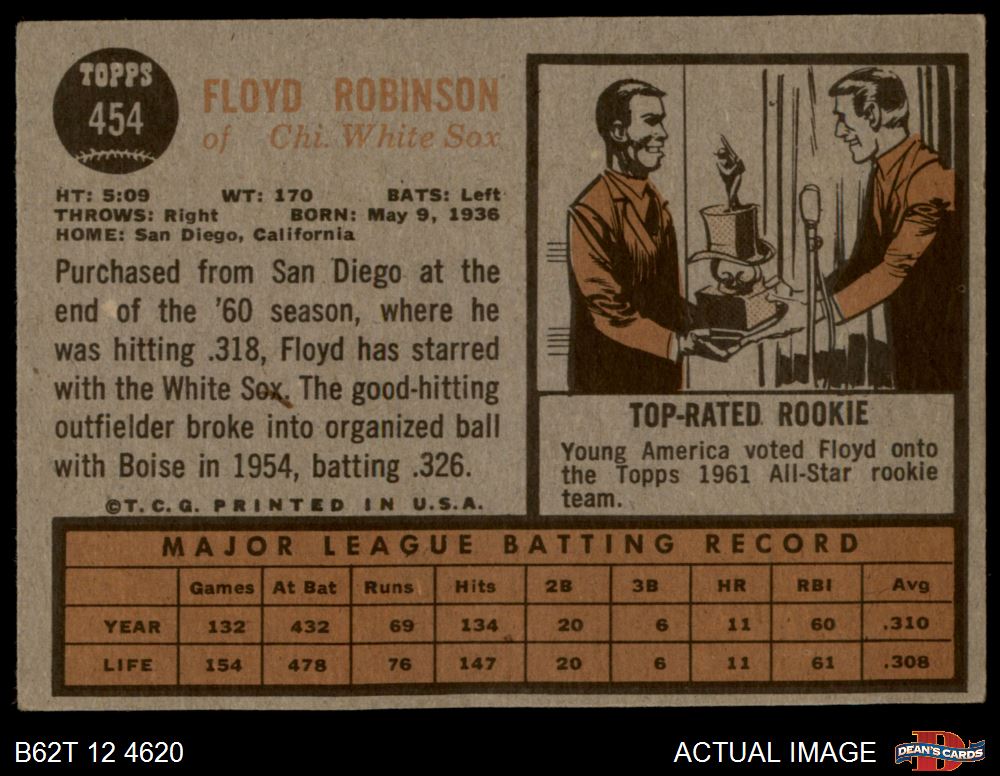 TOPPS
454
FLOYD ROBINSON
of Chi. White Sox
HT: 5:09 WT: 170 BATS: Left
THROWS: Right BORN: May 9, 1936
HOME: San Diego, California
Purchased from San Diego at the
end of the '60 season, where he
was hitting .318, Floyd has starred
with the White Sox. The good-hitting
outfielder broke into organized ball
with Boise in 1954, batting .326.
©T.C.G. PRINTED IN U.S.A.
TOP-RATED ROOKIE
Young America voted Floyd onto
the Topps 1961 All-Star rookie
team.
MAJOR LEAGUE BATTING RECORD
Games At Bat Runs Hits 2B 3B HR RBI Avg
YEAR 132 432 69 134 20 6 11 60 .310
LIFE 154 478 76 147 20 6 11 61 .308
B62T 12 4620
ACTUAL IMAGE
D
DEAN'S CARDS